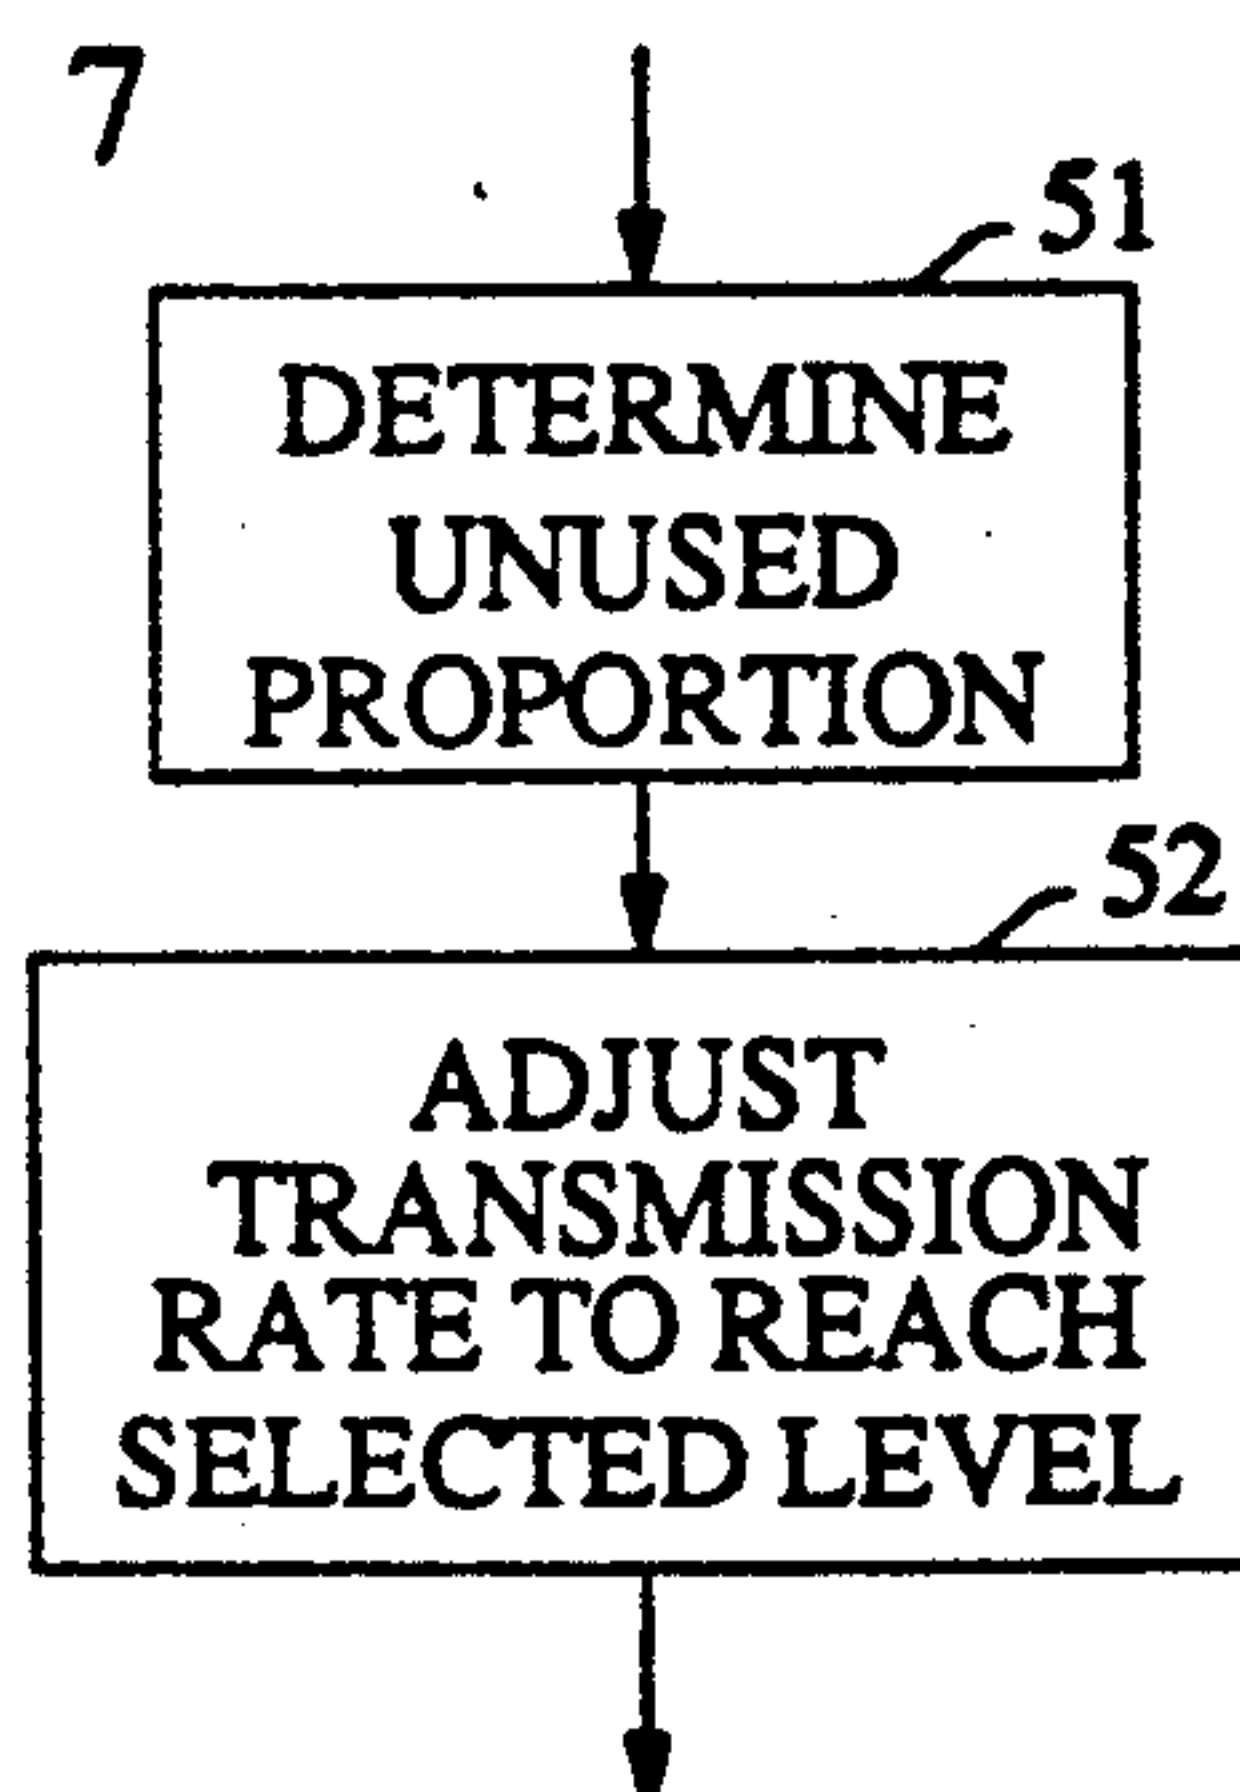 7
51
DETERMINE
UNUSED
PROPORTION
52
ADJUST
TRANSMISSION
RATE TO REACH
SELECTED LEVEL